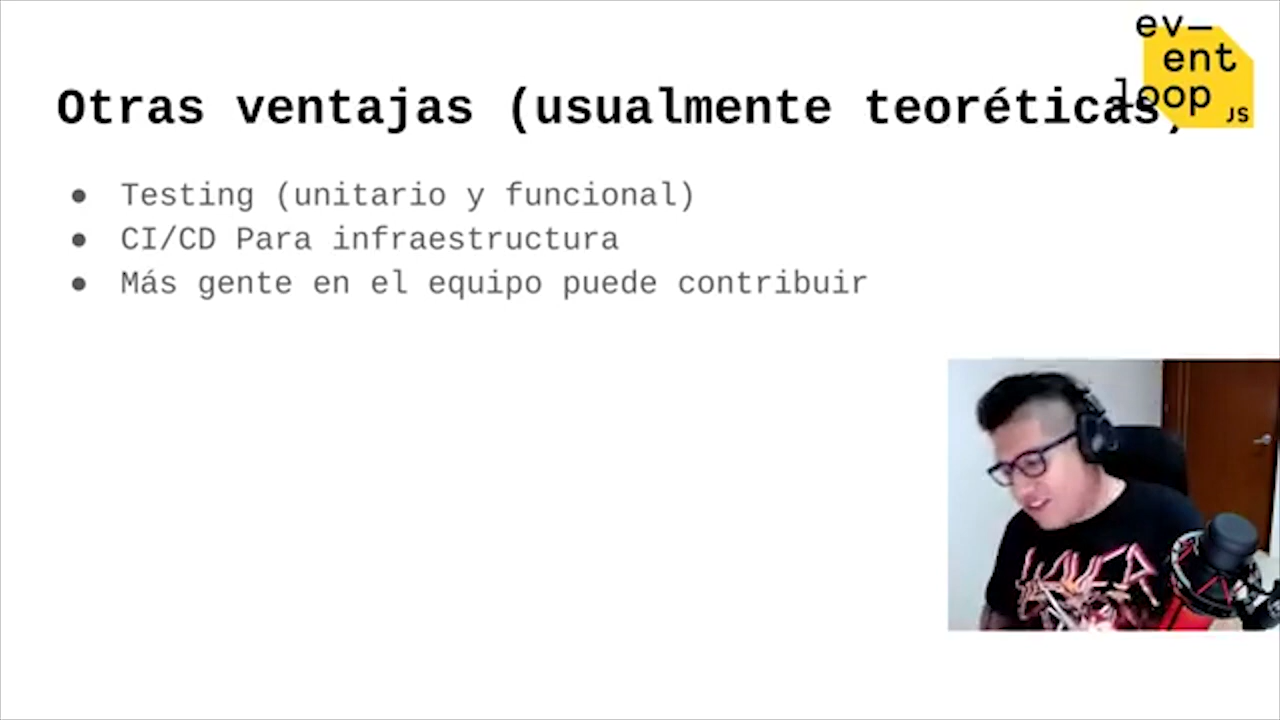 ev—
ent
loop
JS
Otras ventajas (usualmente teoréticas)
● Testing (unitario y funcional)
● CI/CD Para infraestructura
● Más gente en el equipo puede contribuir
SLAYER